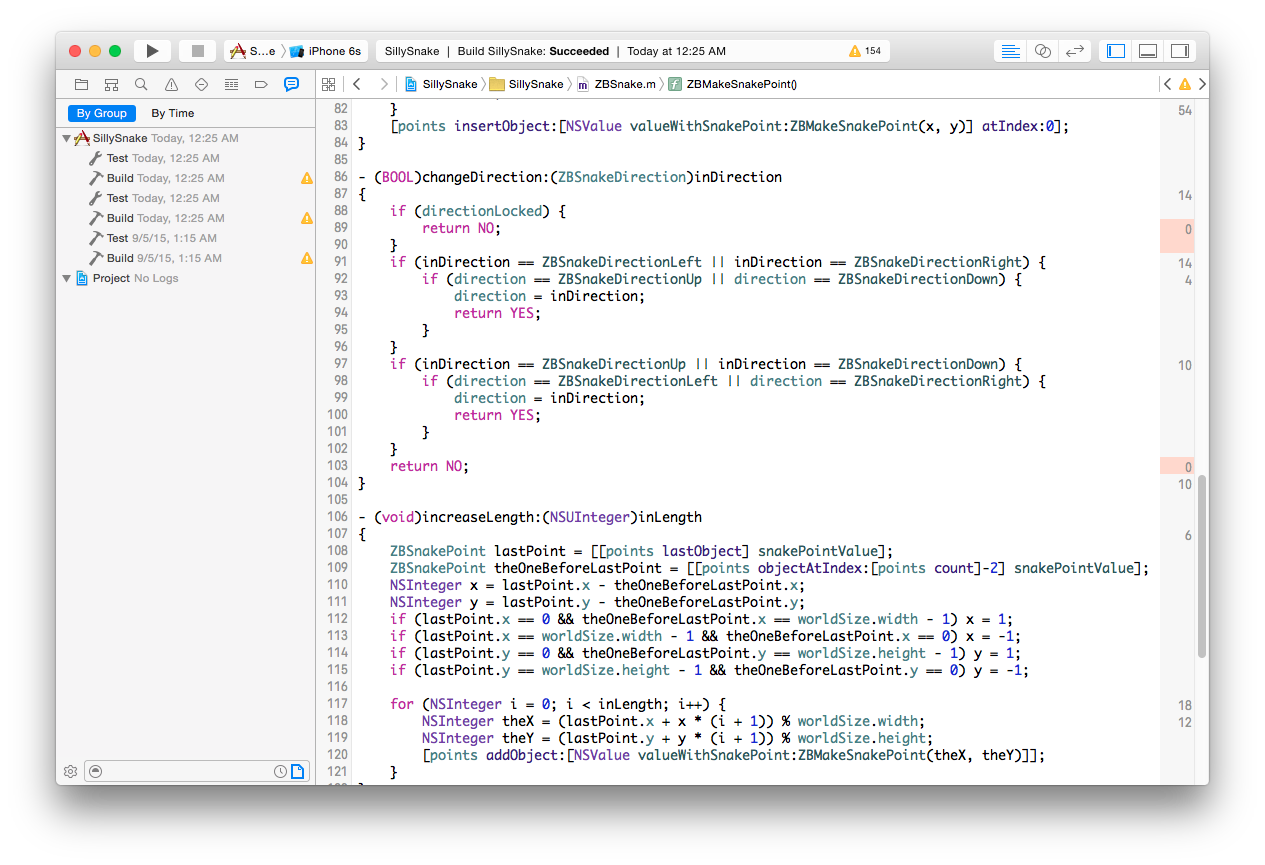 S...e 〉 iPhone 6s
SillySnake | Build SillySnake: Succeeded | Today at 12:25 AM
154
SillySnake 〉 SillySnake 〉 m ZBSnake.m 〉 f ZBMakeSnakePoint()
By Group By Time
SillySnake Today, 12:25 AM
Test Today, 12:25 AM
Build Today, 12:25 AM
Test Today, 12:25 AM
Build Today, 12:25 AM
Test 9/5/15, 1:15 AM
Build 9/5/15, 1:15 AM
Project No Logs
82 } 54
83 [points insertObject:[NSValue valueWithSnakePoint:ZBMakeSnakePoint(x, y)] atIndex:0];
84 }
85
86 - (BOOL)changeDirection:(ZBSnakeDirection)inDirection
87 { 14
88 if (directionLocked) {
89 return NO; 0
90 }
91 if (inDirection == ZBSnakeDirectionLeft || inDirection == ZBSnakeDirectionRight) { 14
92 if (direction == ZBSnakeDirectionUp || direction == ZBSnakeDirectionDown) { 4
93 direction = inDirection;
94 return YES;
95 }
96 }
97 if (inDirection == ZBSnakeDirectionUp || inDirection == ZBSnakeDirectionDown) { 10
98 if (direction == ZBSnakeDirectionLeft || direction == ZBSnakeDirectionRight) {
99 direction = inDirection;
100 return YES;
101 }
102 }
103 return NO; 0
104 } 10
105
106 - (void)increaseLength:(NSUInteger)inLength
107 { 6
108 ZBSnakePoint lastPoint = [[points lastObject] snakePointValue];
109 ZBSnakePoint theOneBeforeLastPoint = [[points objectAtIndex:[points count]-2] snakePointValue];
110 NSInteger x = lastPoint.x - theOneBeforeLastPoint.x;
111 NSInteger y = lastPoint.y - theOneBeforeLastPoint.y;
112 if (lastPoint.x == 0 && theOneBeforeLastPoint.x == worldSize.width - 1) x = 1;
113 if (lastPoint.x == worldSize.width - 1 && theOneBeforeLastPoint.x == 0) x = -1;
114 if (lastPoint.y == 0 && theOneBeforeLastPoint.y == worldSize.height - 1) y = 1;
115 if (lastPoint.y == worldSize.height - 1 && theOneBeforeLastPoint.y == 0) y = -1;
116
117 for (NSInteger i = 0; i < inLength; i++) { 18
118 NSInteger theX = (lastPoint.x + x * (i + 1)) % worldSize.width; 12
119 NSInteger theY = (lastPoint.y + y * (i + 1)) % worldSize.height;
120 [points addObject:[NSValue valueWithSnakePoint:ZBMakeSnakePoint(theX, theY)]];
121 }